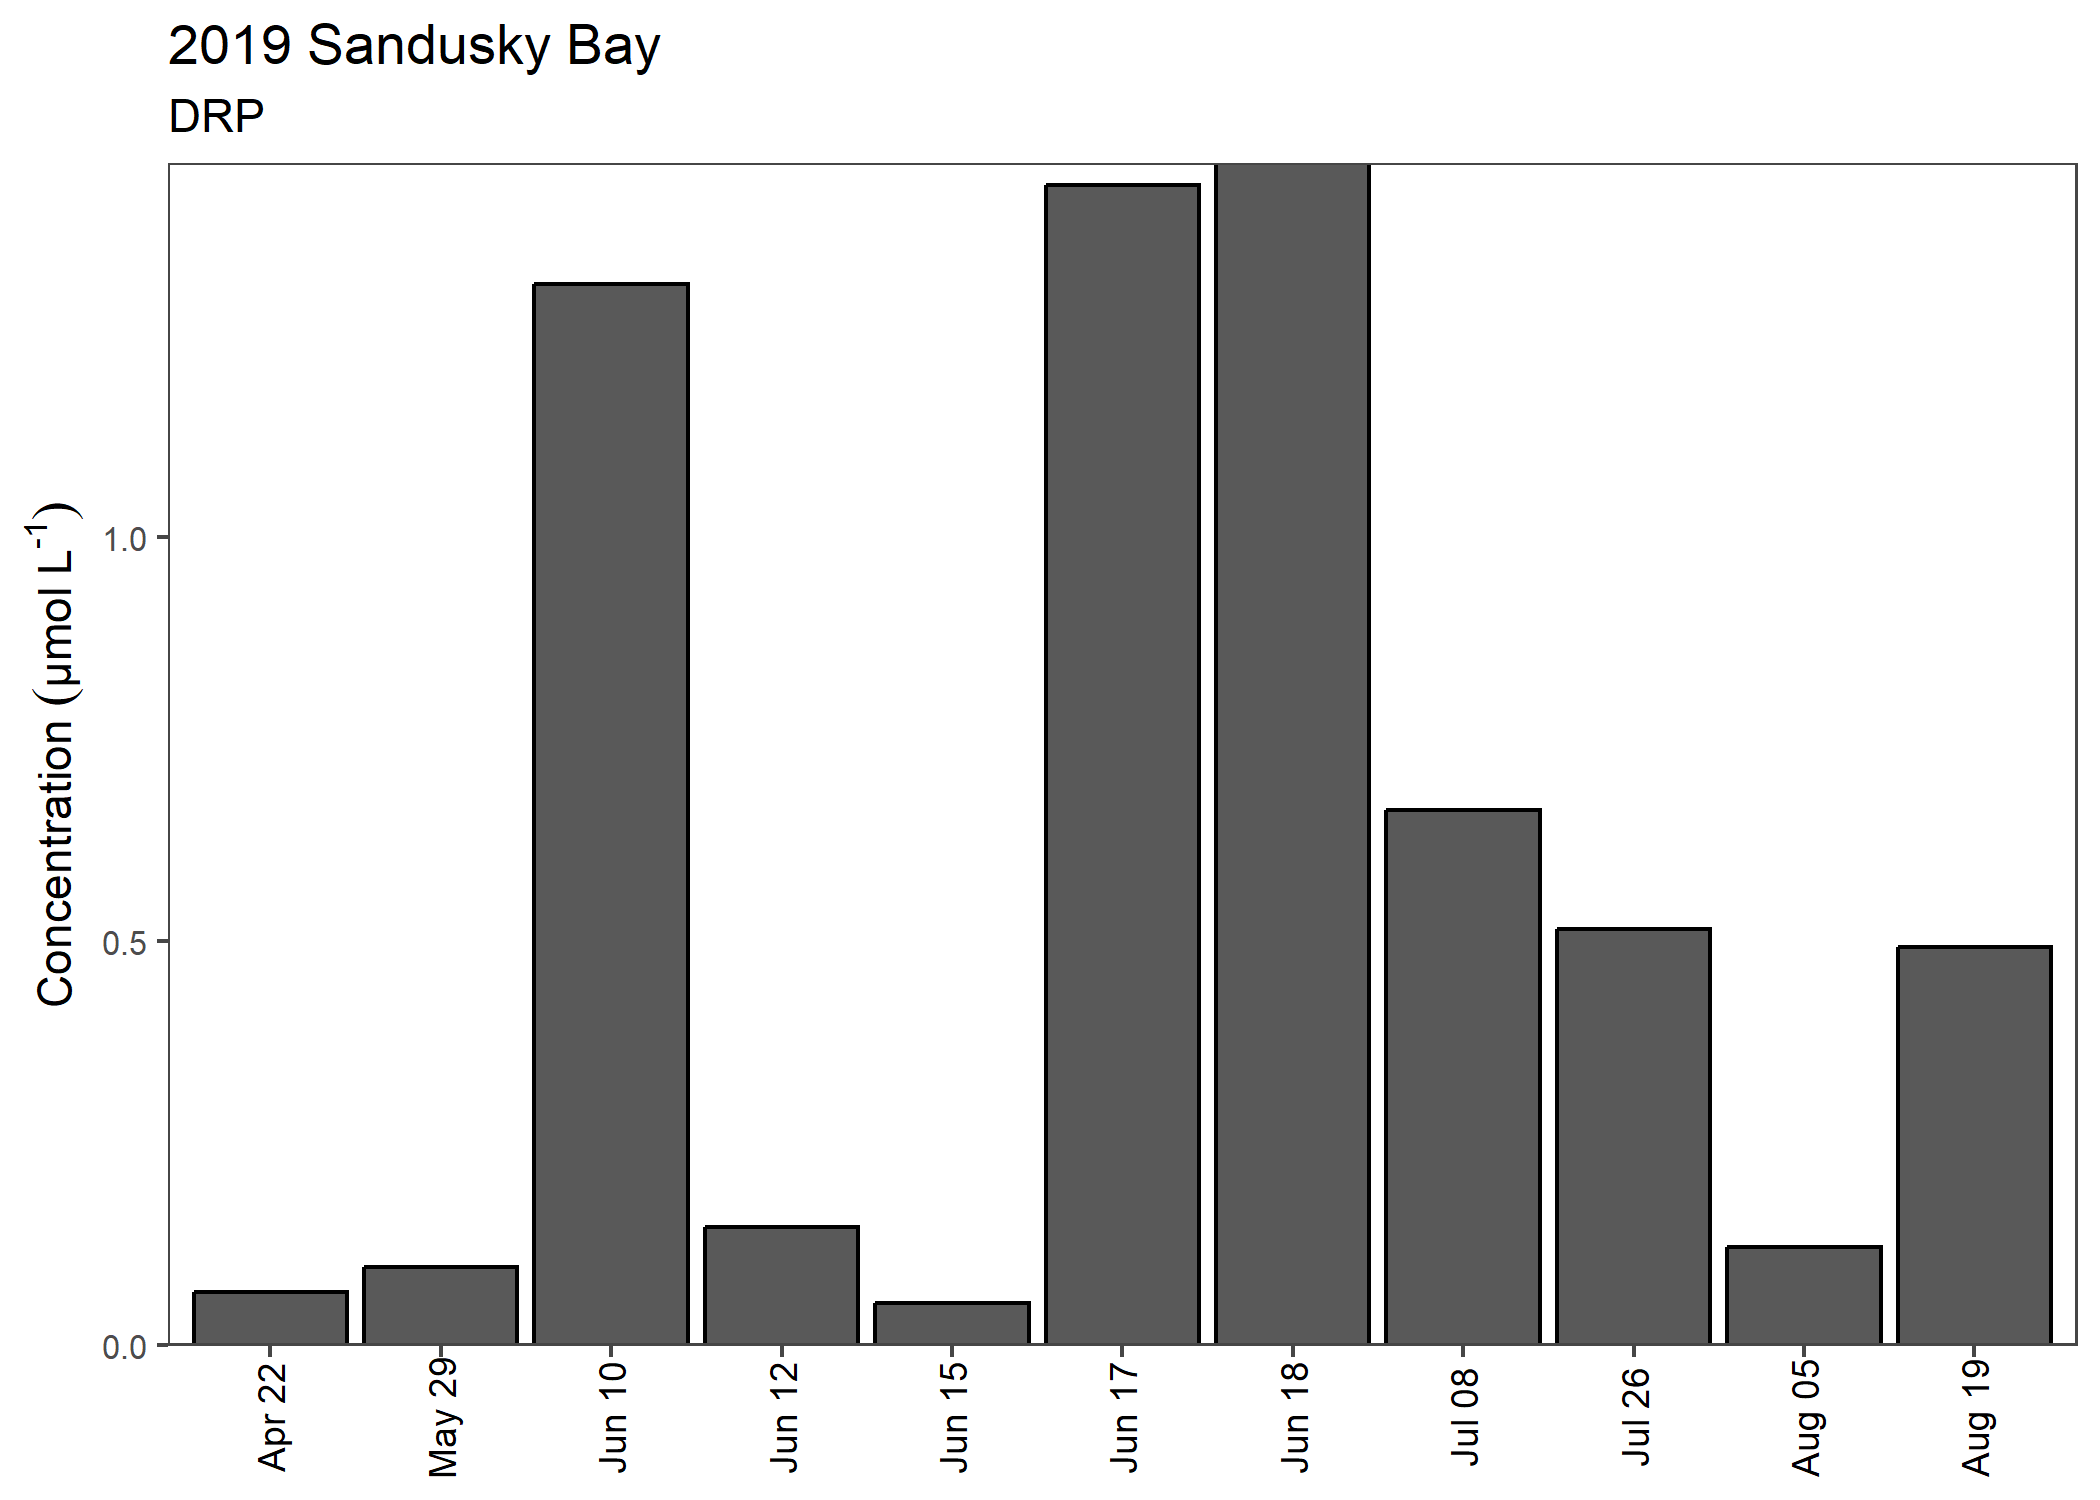 2019 Sandusky Bay
DRP
Concentration (μmol L⁻¹)
1.0
0.5
0.0
Apr 22
May 29
Jun 10
Jun 12
Jun 15
Jun 17
Jun 18
Jul 08
Jul 26
Aug 05
Aug 19